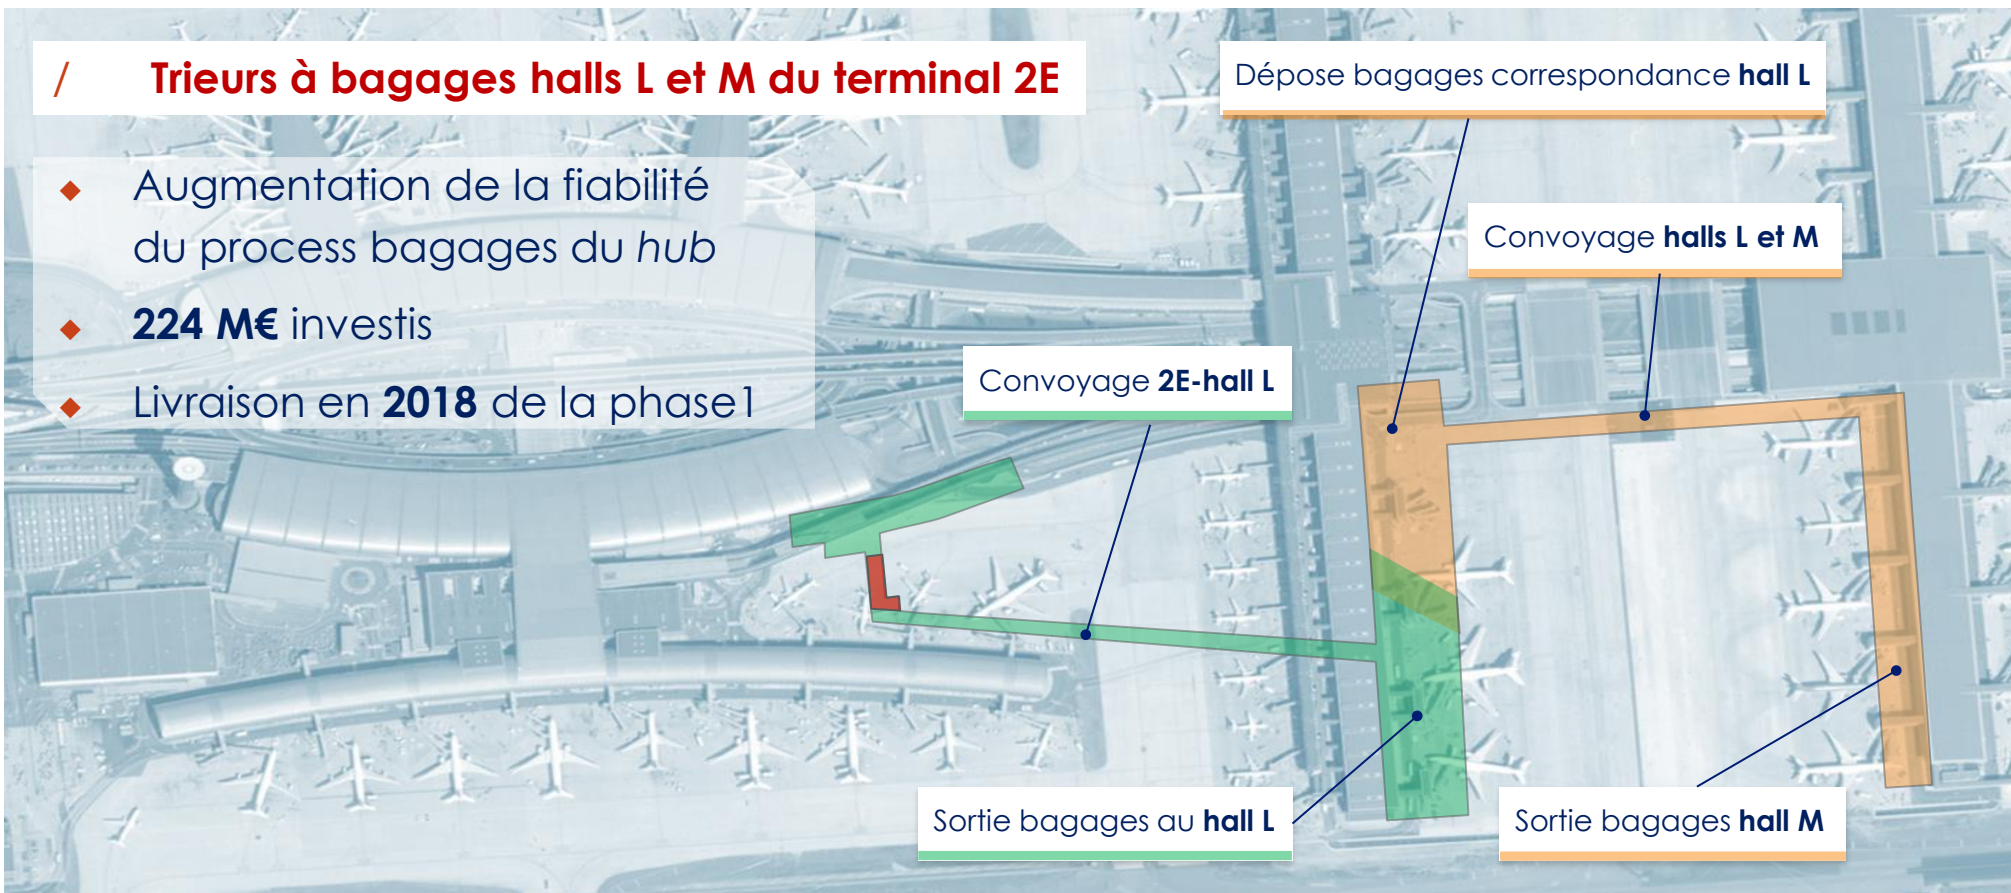 / Trieurs à bagages halls L et M du terminal 2E
Dépose bagages correspondance hall L
◆ Augmentation de la fiabilité
du process bagages du hub
Convoyage halls L et M
◆ 224 M€ investis
Convoyage 2E-hall L
◆ Livraison en 2018 de la phase1
Sortie bagages au hall L
Sortie bagages hall M